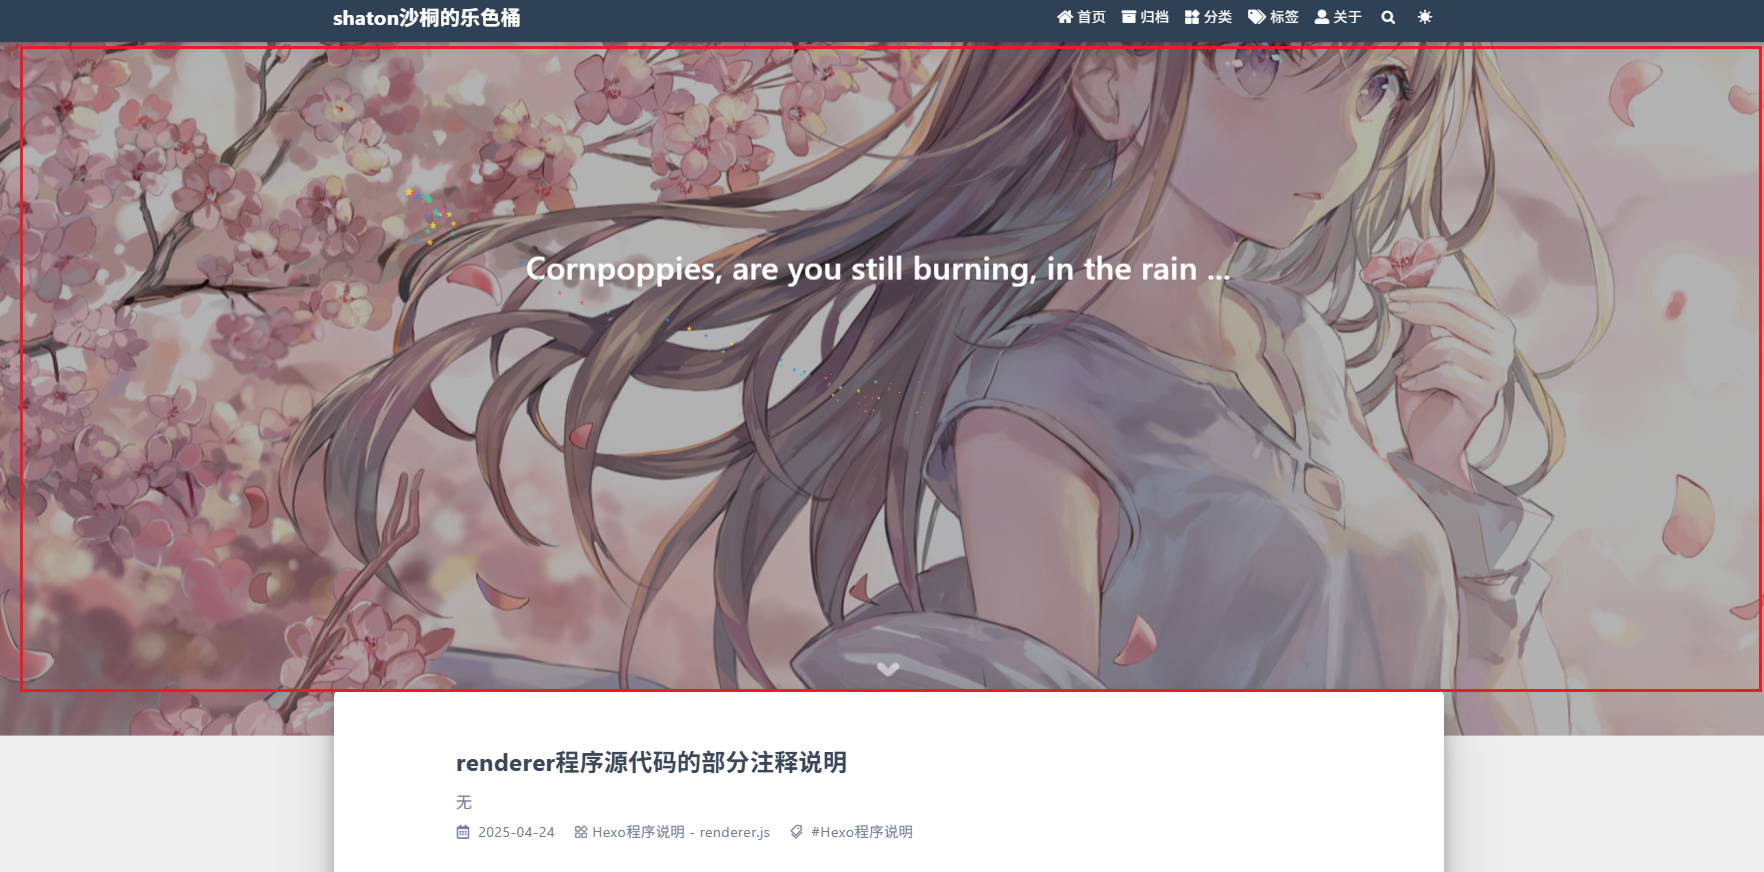 shaton沙桐的乐色桶
首页 归档 分类 标签 关于
Cornpoppies, are you still burning, in the rain ...
renderer程序源代码的部分注释说明
无
2025-04-24 Hexo程序说明 - renderer.js #Hexo程序说明